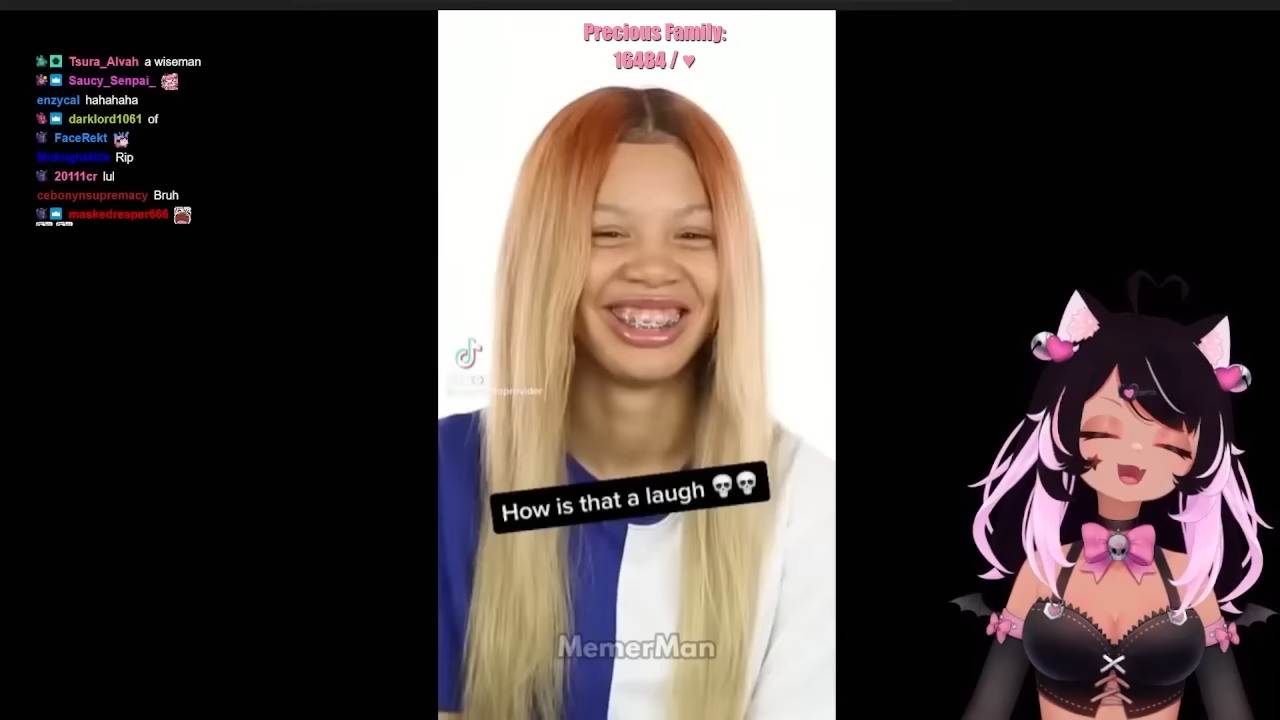 Precious Family:
16484 / ♥
Tsura_Alvah a wiseman
Saucy_Senpai_
enzycal hahahaha
darklord1061 of
FaceRekt
Rip
20111cr lul
cebonynsupremacy Bruh
maskedreaper666
How is that a laugh 💀💀
MemerMan